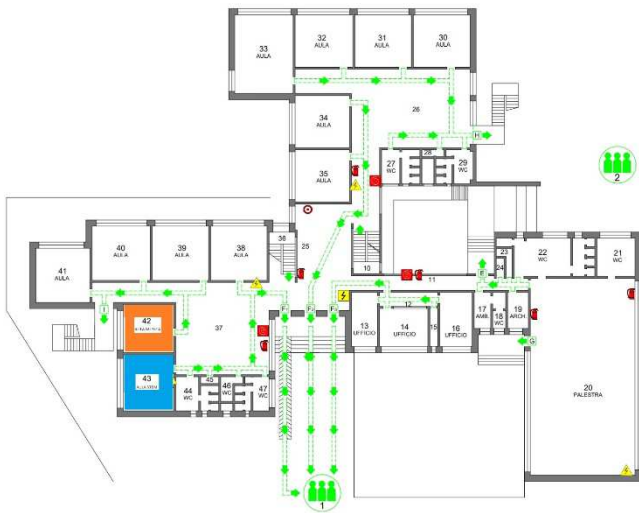 33
AULA
32
AULA
31
AULA
30
AULA
26
34
AULA
35
AULA
27
WC
28
29
WC
H
2
25
36
10
11
41
AULA
40
AULA
39
AULA
38
AULA
23
24
22
WC
21
WC
E
I
42
37
F
F
F
12
13
UFFICIO
14
UFFICIO
15
16
UFFICIO
17
AMB.
18
WC
19
ARCH
G
43
44
WC
45
46
WC
47
WC
20
PALESTRA
1